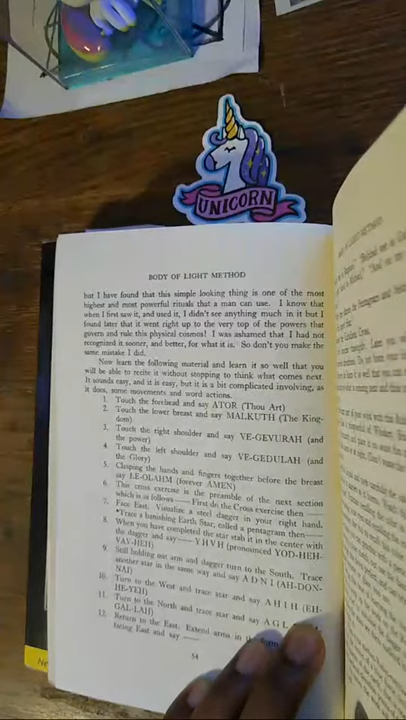 UNICORN
BODY OF LIGHT METHOD
but I have found that this simple looking thing is one of the most
highest and most powerful rituals that a man can use. I know that
when I first saw it, and used it, I didn't see anything much in it but I
found later that it went right up to the very top of the powers that
govern and rule this physical cosmos! I was ashamed that I had not
recognized it sooner, and better, for what it is. So don't you make the
same mistake I did.
Now learn the following material and learn it so well that you
will be able to recite it without stopping to think what comes next.
It sounds easy, and it is easy, but it is a bit complicated involving, as
it does, some movements and word actions.
1. Touch the forehead and say ATOR (Thou Art)
2. Touch the lower breast and say MALKUTH (The King-
dom)
3. Touch the right shoulder and say VE-GEVURAH (and
the power)
4. Touch the left shoulder and say VE-GEDULAH (and
the Glory)
5. Clasping the hands and fingers together before the breast
say LE-OLAHM (forever AMEN)
6. This cross exercise is the preamble of the next section
which is as follows——First do the Cross exercise then——
7. Face East. Visualize a steel dagger in your right hand.
*Trace a banishing Earth Star, called a pentagram then——
8. When you have completed the star stab it in the center with
the dagger and say——Y H V H (pronounced YOD-HEH-
VAV-HEH)
9. Still holding out arm and dagger turn to the South. Trace
another star in the same way and say A D N I (AH-DON-
NAI)
10. Turn to the West and trace star and say A H I H (EH-
HE-YEH)
11. Turn to the North and trace star and say A G L A
GAL-LAH)
12. Return to the East. Extend arms in the form
facing East and say——
54